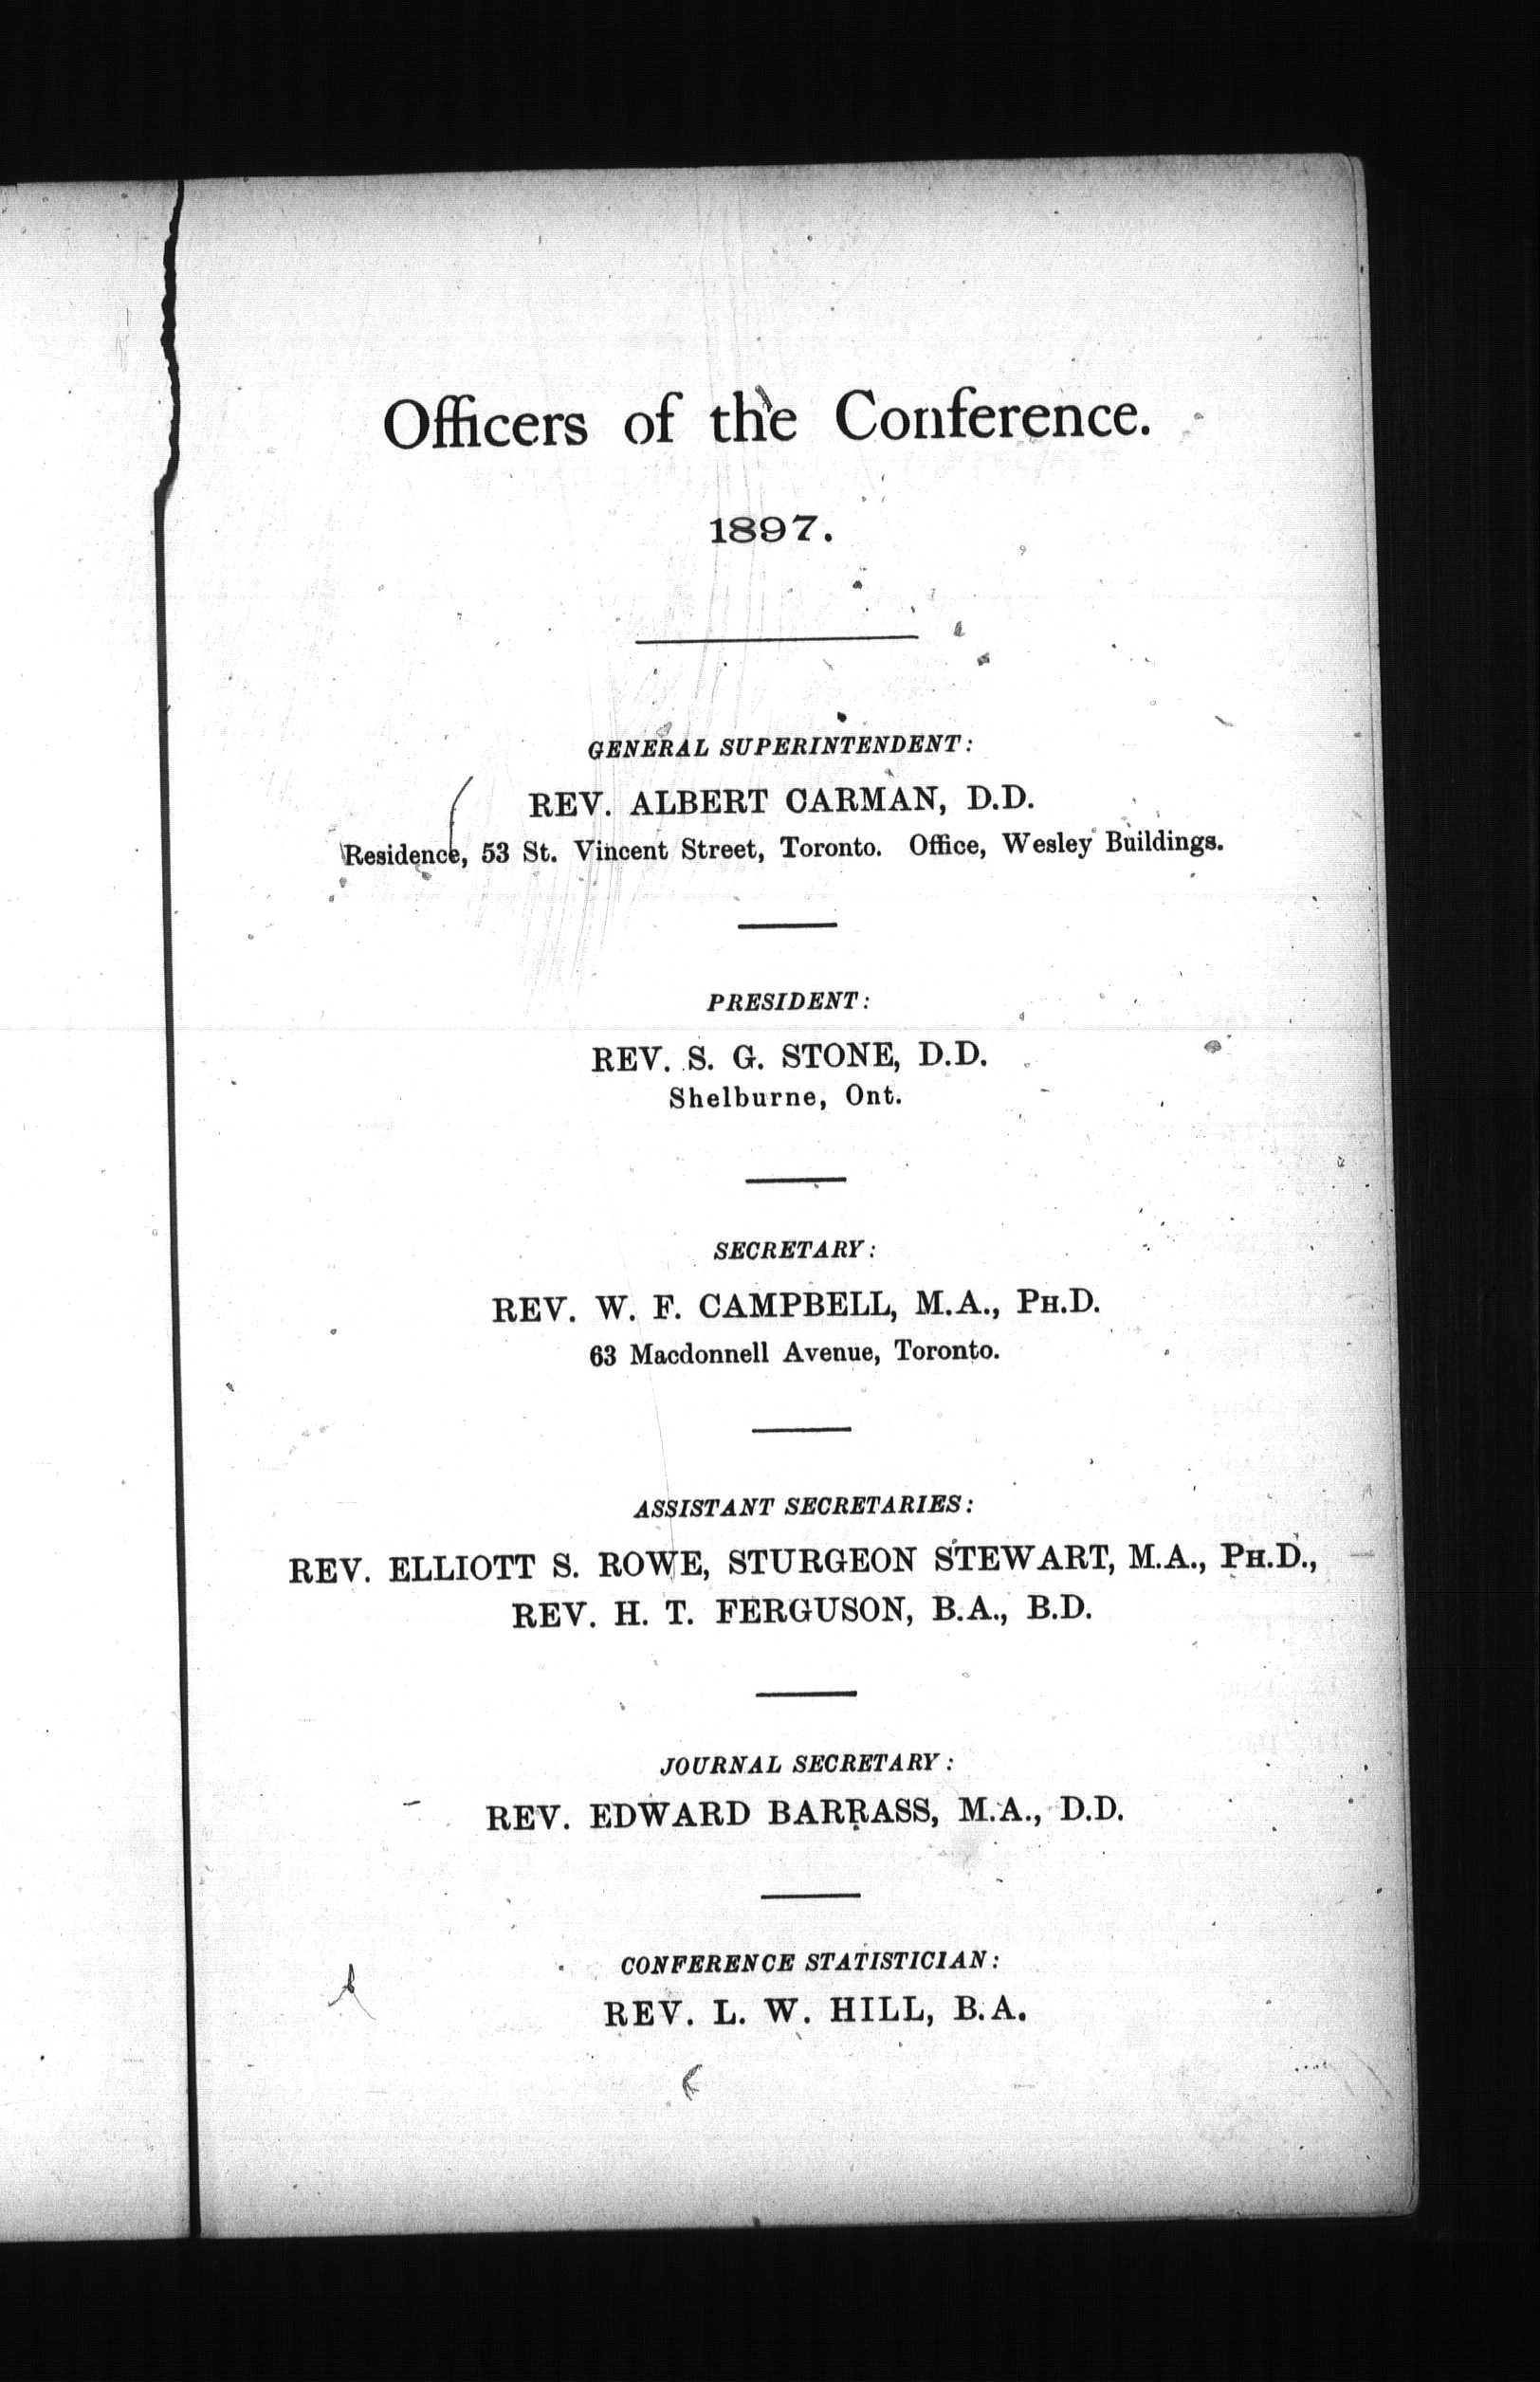 Officers of the Conference.
1897.
GENERAL SUPERINTENDENT:
REV. ALBERT CARMAN, D.D.
Residence, 53 St. Vincent Street, Toronto. Office, Wesley Buildings.
PRESIDENT:
REV. S. G. STONE, D.D.
Shelburne, Ont.
SECRETARY:
REV. W. F. CAMPBELL, M.A., PH.D.
63 Macdonnell Avenue, Toronto.
ASSISTANT SECRETARIES:
REV. ELLIOTT S. ROWE, STURGEON STEWART, M.A., PH.D.,
REV. H. T. FERGUSON, B.A., B.D.
JOURNAL SECRETARY:
REV. EDWARD BARRASS, M.A., D.D.
CONFERENCE STATISTICIAN:
REV. L. W. HILL, B.A.